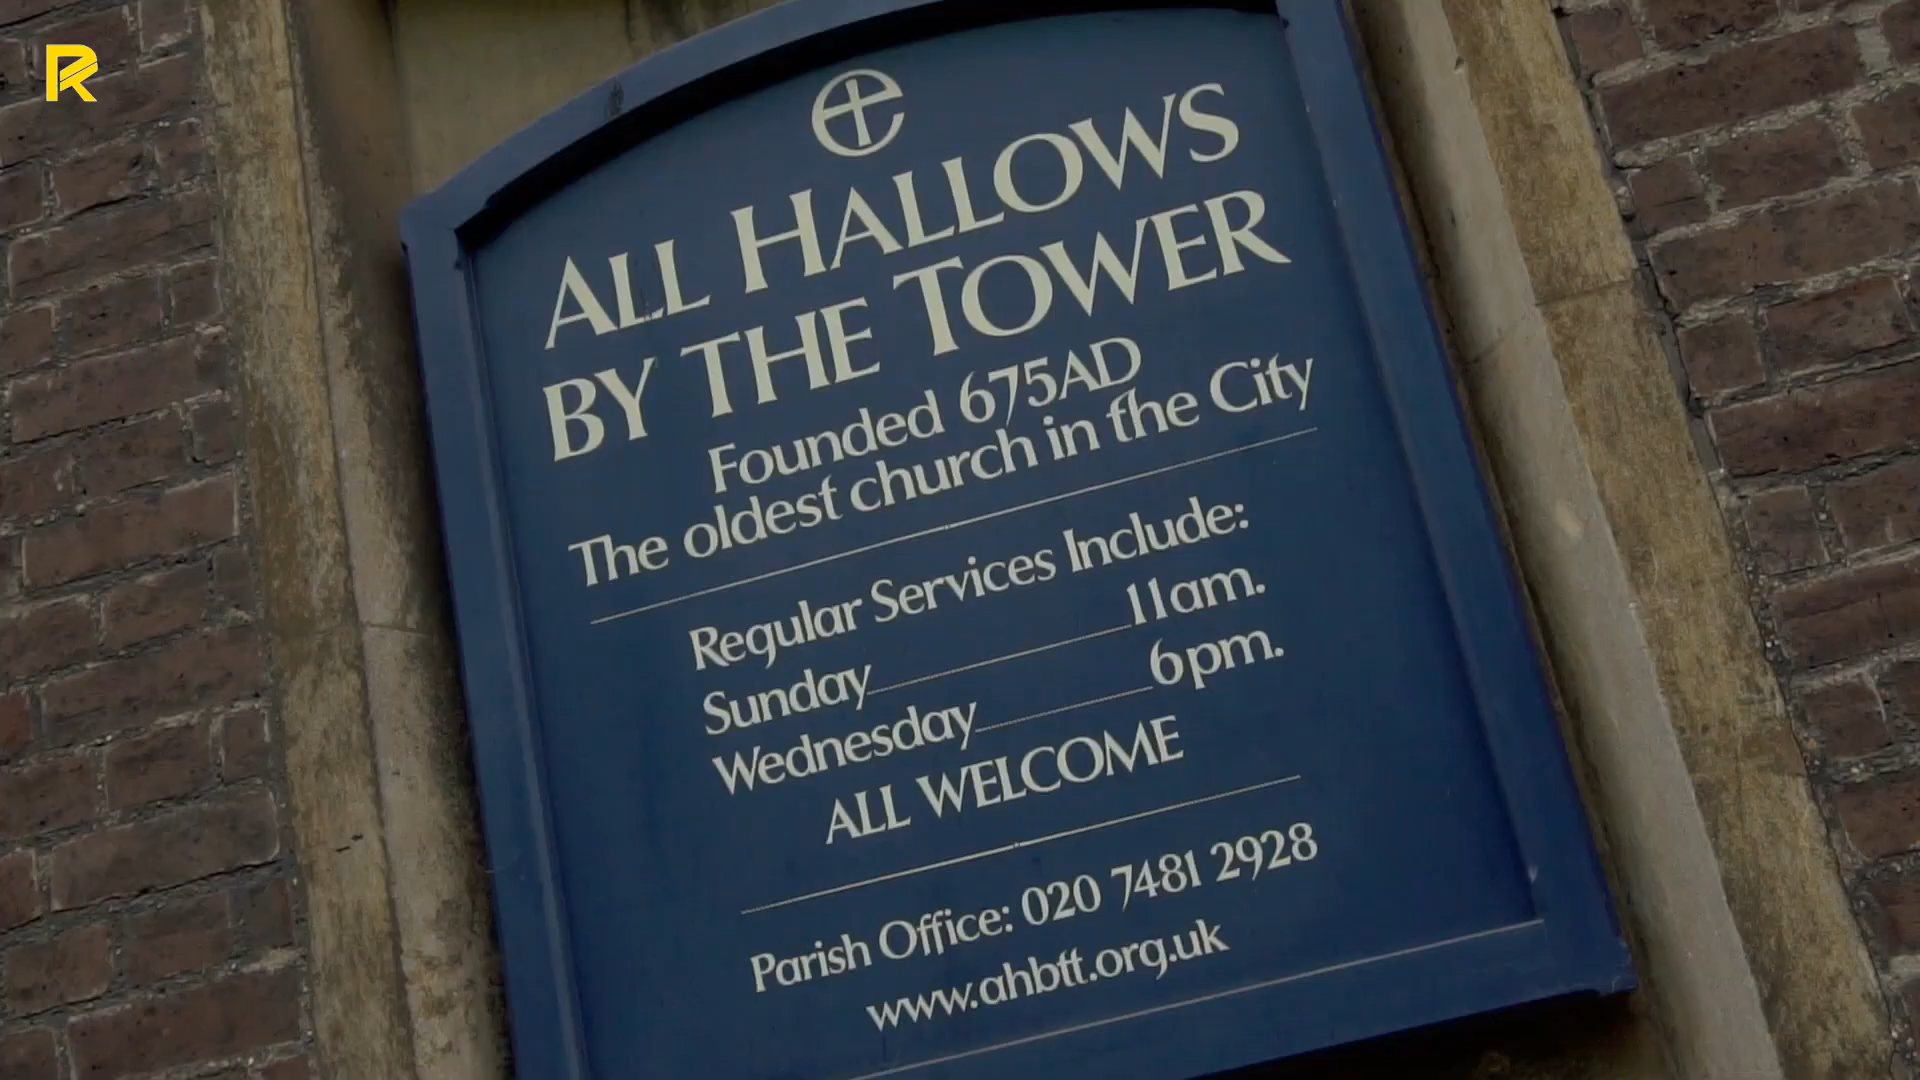 R
ALL HALLOWS
BY THE TOWER
Founded 675AD
The oldest church in the City
Regular Services Include:
Sunday 11am.
Wednesday 6pm.
ALL WELCOME
Parish Office: 020 7481 2928
www.ahbtt.org.uk